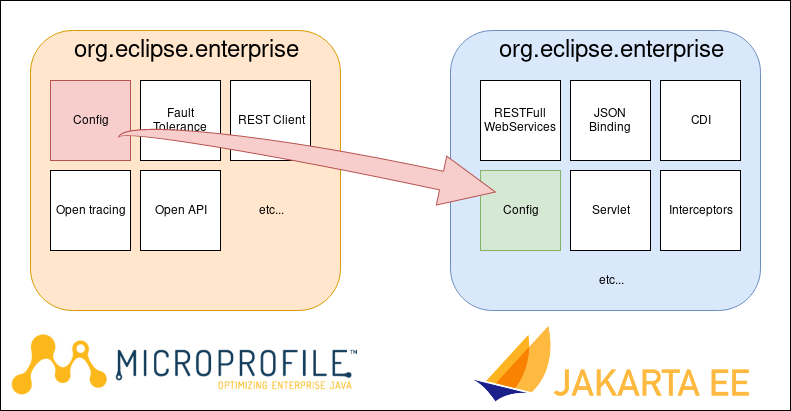 org.eclipse.enterprise
Config
Fault
Tolerance
REST Client
Open tracing
Open API
etc...
org.eclipse.enterprise
RESTFull
WebServices
JSON
Binding
CDI
Config
Servlet
Interceptors
etc...
MICROPROFILE™
OPTIMIZING ENTERPRISE JAVA
JAKARTA EE